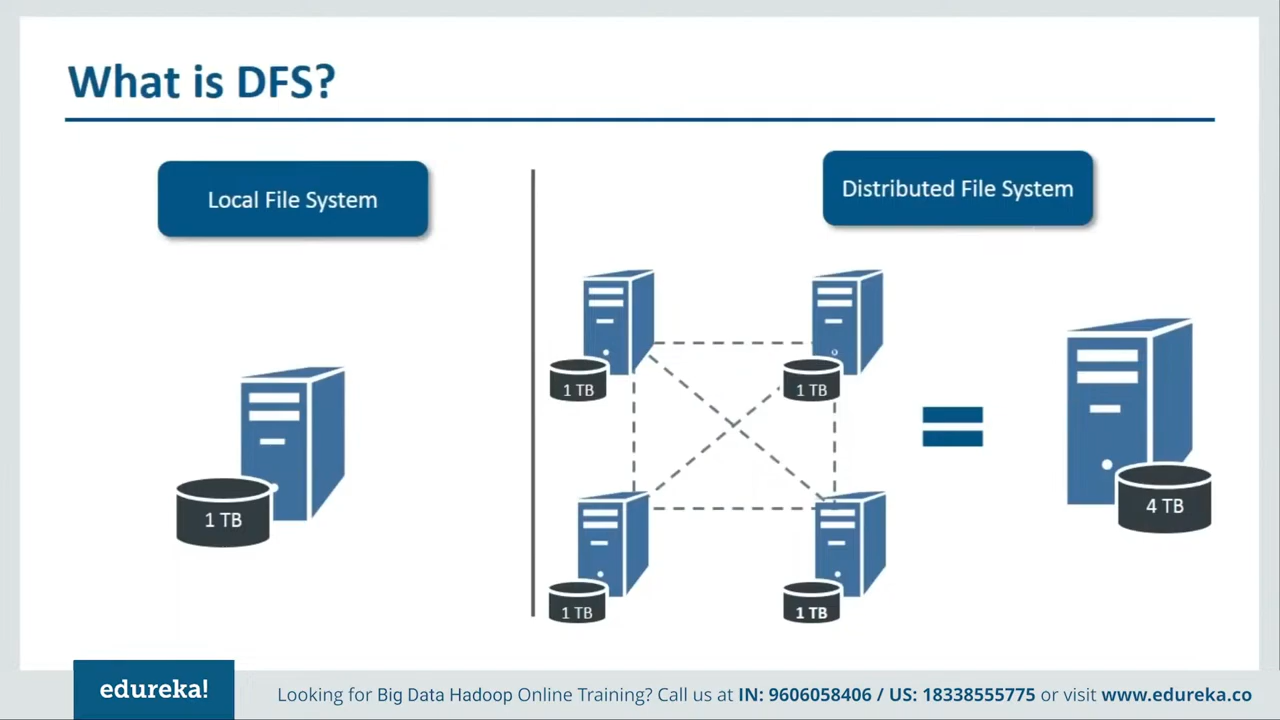 What is DFS?
Local File System
Distributed File System
1 TB
1 TB
1 TB
1 TB
1 TB
4 TB
edureka!
Looking for Big Data Hadoop Online Training? Call us at IN: 9606058406 / US: 18338555775 or visit www.edureka.co